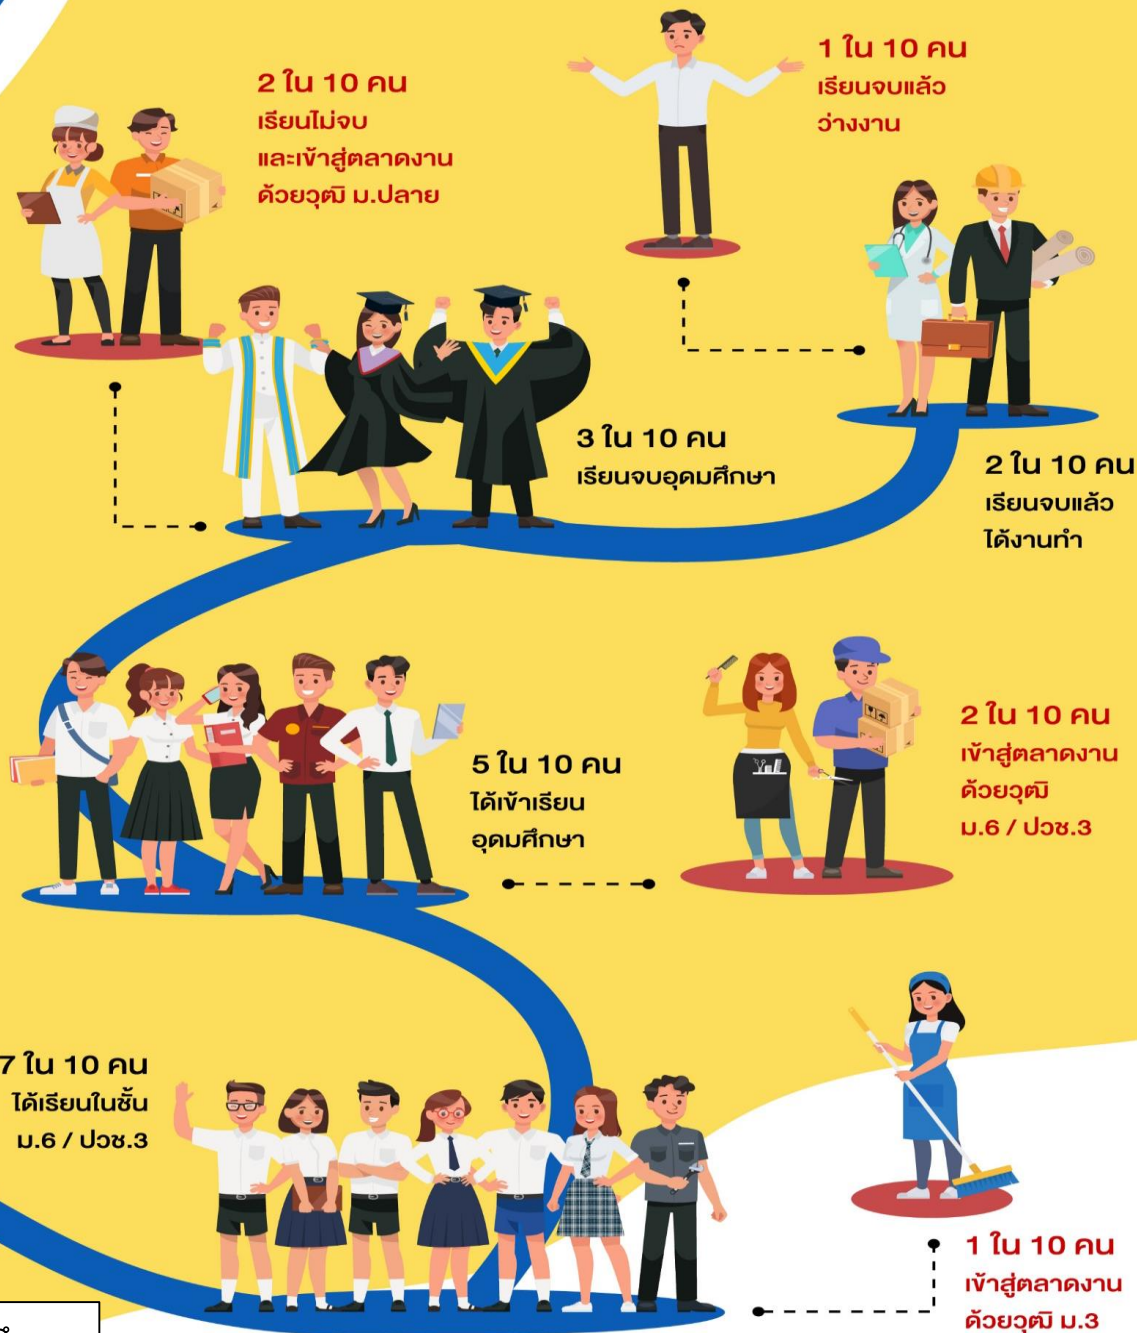 2 ใน 10 คน
เรียนไม่จบ
และเข้าสู่ตลาดงาน
ด้วยวุฒิ ม.ปลาย
1 ใน 10 คน
เรียนจบแล้ว
ว่างงาน
3 ใน 10 คน
เรียนจบอุดมศึกษา
2 ใน 10 คน
เรียนจบแล้ว
ได้งานทำ
5 ใน 10 คน
ได้เข้าเรียน
อุดมศึกษา
2 ใน 10 คน
เข้าสู่ตลาดงาน
ด้วยวุฒิ
ม.6 / ปวช.3
7 ใน 10 คน
ได้เรียนในชั้น
ม.6 / ปวช.3
1 ใน 10 คน
เข้าสู่ตลาดงาน
ด้วยวุฒิ ม.3